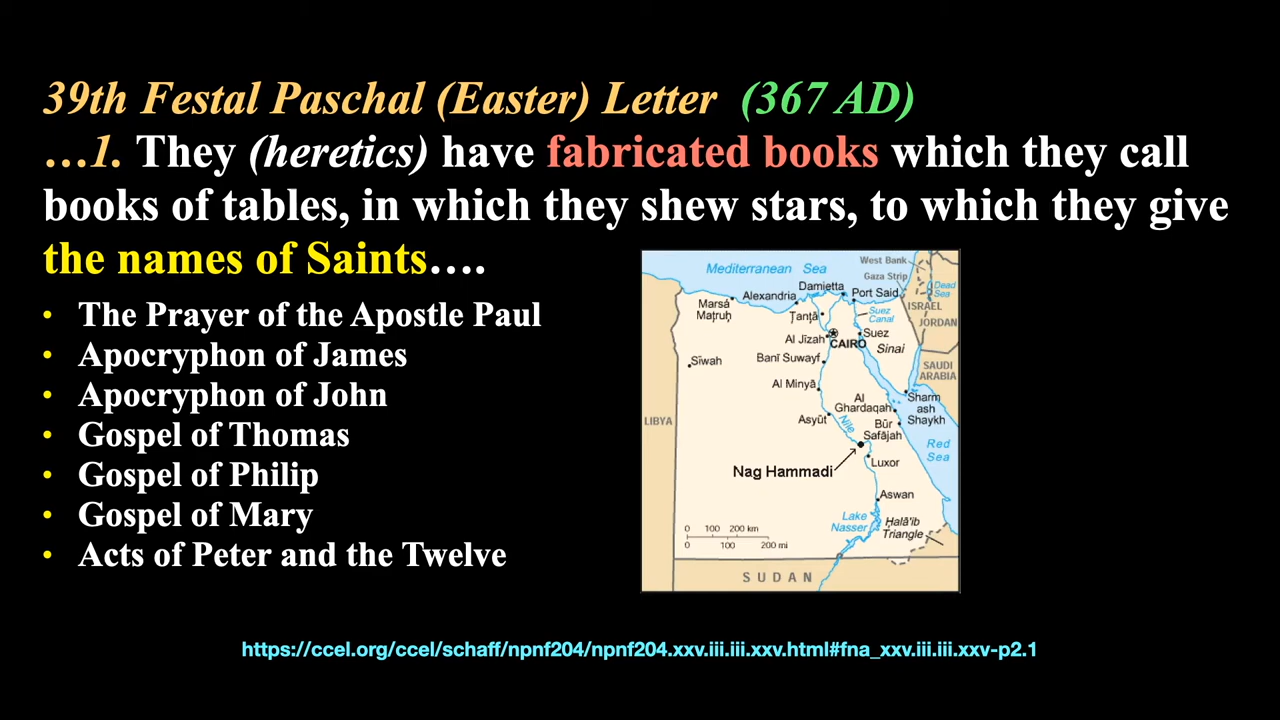 39th Festal Paschal (Easter) Letter (367 AD)
…1. They (heretics) have fabricated books which they call
books of tables, in which they shew stars, to which they give
the names of Saints….
• The Prayer of the Apostle Paul
• Apocryphon of James
• Apocryphon of John
• Gospel of Thomas
• Gospel of Philip
• Gospel of Mary
• Acts of Peter and the Twelve
Mediterranean Sea
West Bank
Gaza Strip
Dead
Sea
ISRAEL
JORDAN
Marsá
Maṭrūḥ
Alexandria
Damietta
Port Said
Ṭanṭā
Suez
Canal
Al Jīzah
CAIRO
Suez
Sinai
Sīwah
Banī Suwayf
SAUDI
ARABIA
Al Minyā
Al
Ghardaqah
Sharm
ash
Shaykh
LIBYA
Asyūt
Nile
Būr
Safājah
Red
Sea
Nag Hammadi
Luxor
Aswan
Lake
Nasser
Ḥalā'ib
Triangle
0 100 200 km
0 100 200 mi
SUDAN
https://ccel.org/ccel/schaff/npnf204/npnf204.xxv.iii.iii.xxv.html#fna_xxv.iii.iii.xxv-p2.1